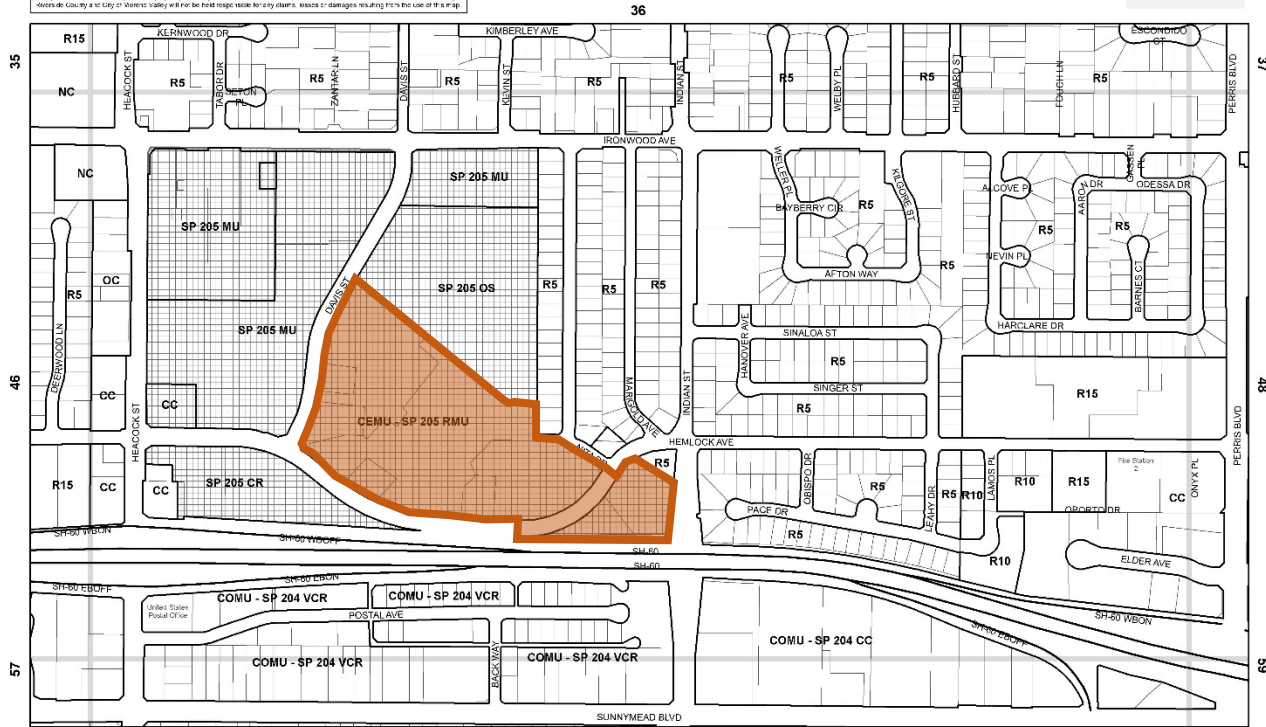 Riverside County and City of Moreno Valley will not be held responsible for any claims, losses or damages resulting from the use of this map
36
35
37
R15
KERNWOOD DR
KIMBERLEY AVE
ESCONDIDO CT
HEACOCK ST
R5
TABOR DR
SETON PL
R5
ZANTAR LN
DAVIS ST
R5
KEVIN ST
R5
INDIAN ST
R5
WELBY PL
R5
HUBBARD ST
FOUCH LN
R5
PERRIS BLVD
NC
IRONWOOD AVE
NC
SP 205 MU
SP 205 MU
WELLER PL
BAYBERRY CIR
R5
KILGORE ST
ALCOVE PL
AARON DR
GASSEN PL
ODESSA DR
R5
R5
NEVIN PL
BARNES CT
AFTON WAY
R5
OC
R5
DAVIS ST
SP 205 OS
R5
R5
R5
HARCLARE DR
SP 205 MU
HANOVER AVE
SINALOA ST
R5
SINGER ST
R5
DEERWOOD LN
46
48
CC
CC
HEACOCK ST
CEMU - SP 205 RMU
MARIGOLD AVE
INDIAN ST
R15
PERRIS BLVD
HEMLOCK AVE
R5
R15
CC
CC
SP 205 CR
OBISPO DR
R5
LEAHY DR
R5
R10
LAMOS PL
R10
R15
Fire Station
2
CC
ONYX PL
PACE DR
R5
OPORTO DR
R10
ELDER AVE
SH-60 WBON
SH-60 WBOFF
SH-60
SH-60
SH-60 EBOFF
SH-60 EBON
SH-60 WBON
SH-60 EBOFF
United States
Postal Office
COMU - SP 204 VCR
COMU - SP 204 VCR
POSTAL AVE
BACK WAY
COMU - SP 204 VCR
COMU - SP 204 VCR
COMU - SP 204 CC
57
59
SUNNYMEAD BLVD